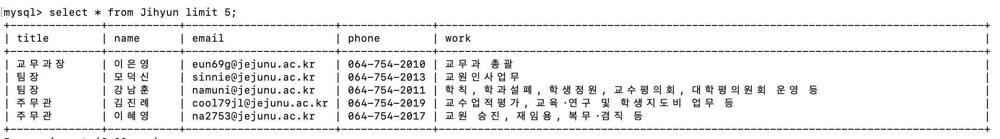 mysql> select * from Jihyun limit 5;
| title | name | email | phone | work |
| 교무과장 | 이은영 | eun69g@jejunu.ac.kr | 064-754-2010 | 교무과 총괄 |
| 팀장 | 모덕신 | sinnie@jejunu.ac.kr | 064-754-2013 | 교원인사업무 |
| 팀장 | 강남훈 | namuni@jejunu.ac.kr | 064-754-2011 | 학칙, 학과설폐, 학생정원, 교수평의회, 대학평의원회 운영 등 |
| 주무관 | 김진례 | cool79jl@jejunu.ac.kr | 064-754-2019 | 교수업적평가, 교육·연구 및 학생지도비 업무 등 |
| 주무관 | 이혜영 | na2753@jejunu.ac.kr | 064-754-2017 | 교원 승진, 재임용, 복무·겸직 등 |